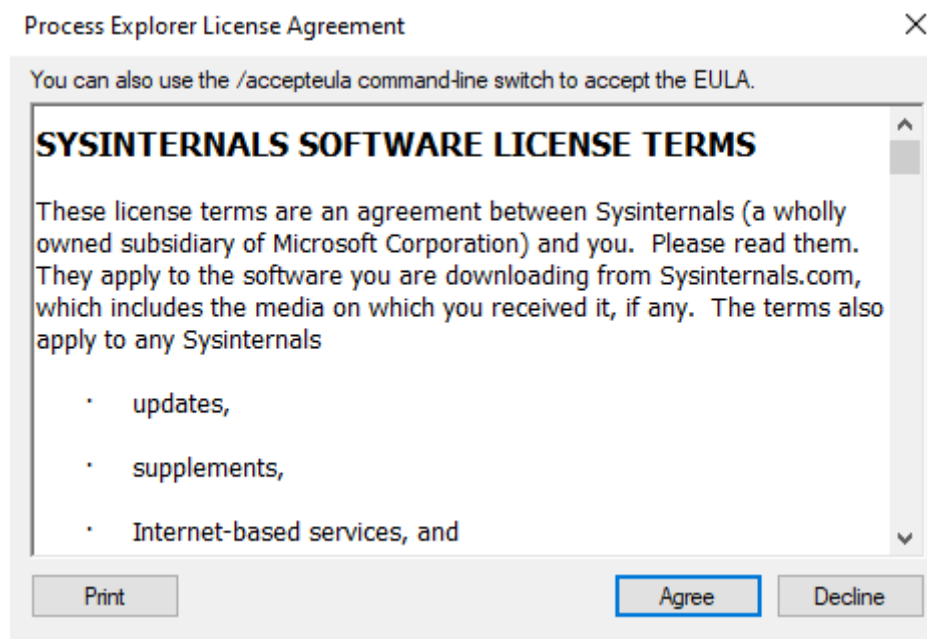 Process Explorer License Agreement
You can also use the /accepteula command-line switch to accept the EULA.
SYSINTERNALS SOFTWARE LICENSE TERMS
These license terms are an agreement between Sysinternals (a wholly
owned subsidiary of Microsoft Corporation) and you.  Please read them.
They apply to the software you are downloading from Sysinternals.com,
which includes the media on which you received it, if any.  The terms also
apply to any Sysinternals
· updates,
· supplements,
· Internet-based services, and
Print Agree Decline